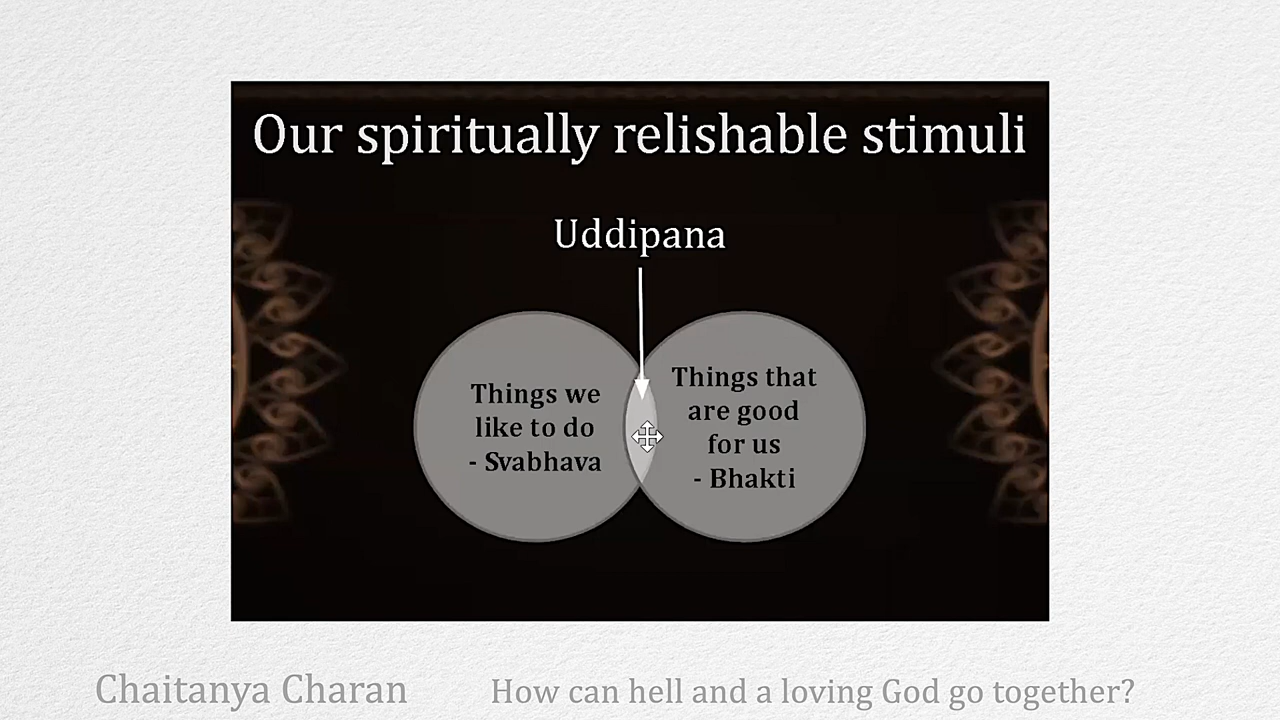 Our spiritually relishable stimuli
Uddipana
Things we
like to do
- Svabhava
Things that
are good
for us
- Bhakti
Chaitanya Charan
How can hell and a loving God go together?